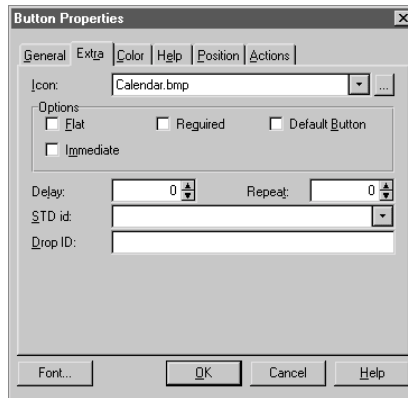 Button Properties
General Extra Color Help Position Actions
Icon: Calendar.bmp ...
Options
Flat Required Default Button
Immediate
Delay: 0 Repeat: 0
STD id:
Drop ID:
Font... OK Cancel Help